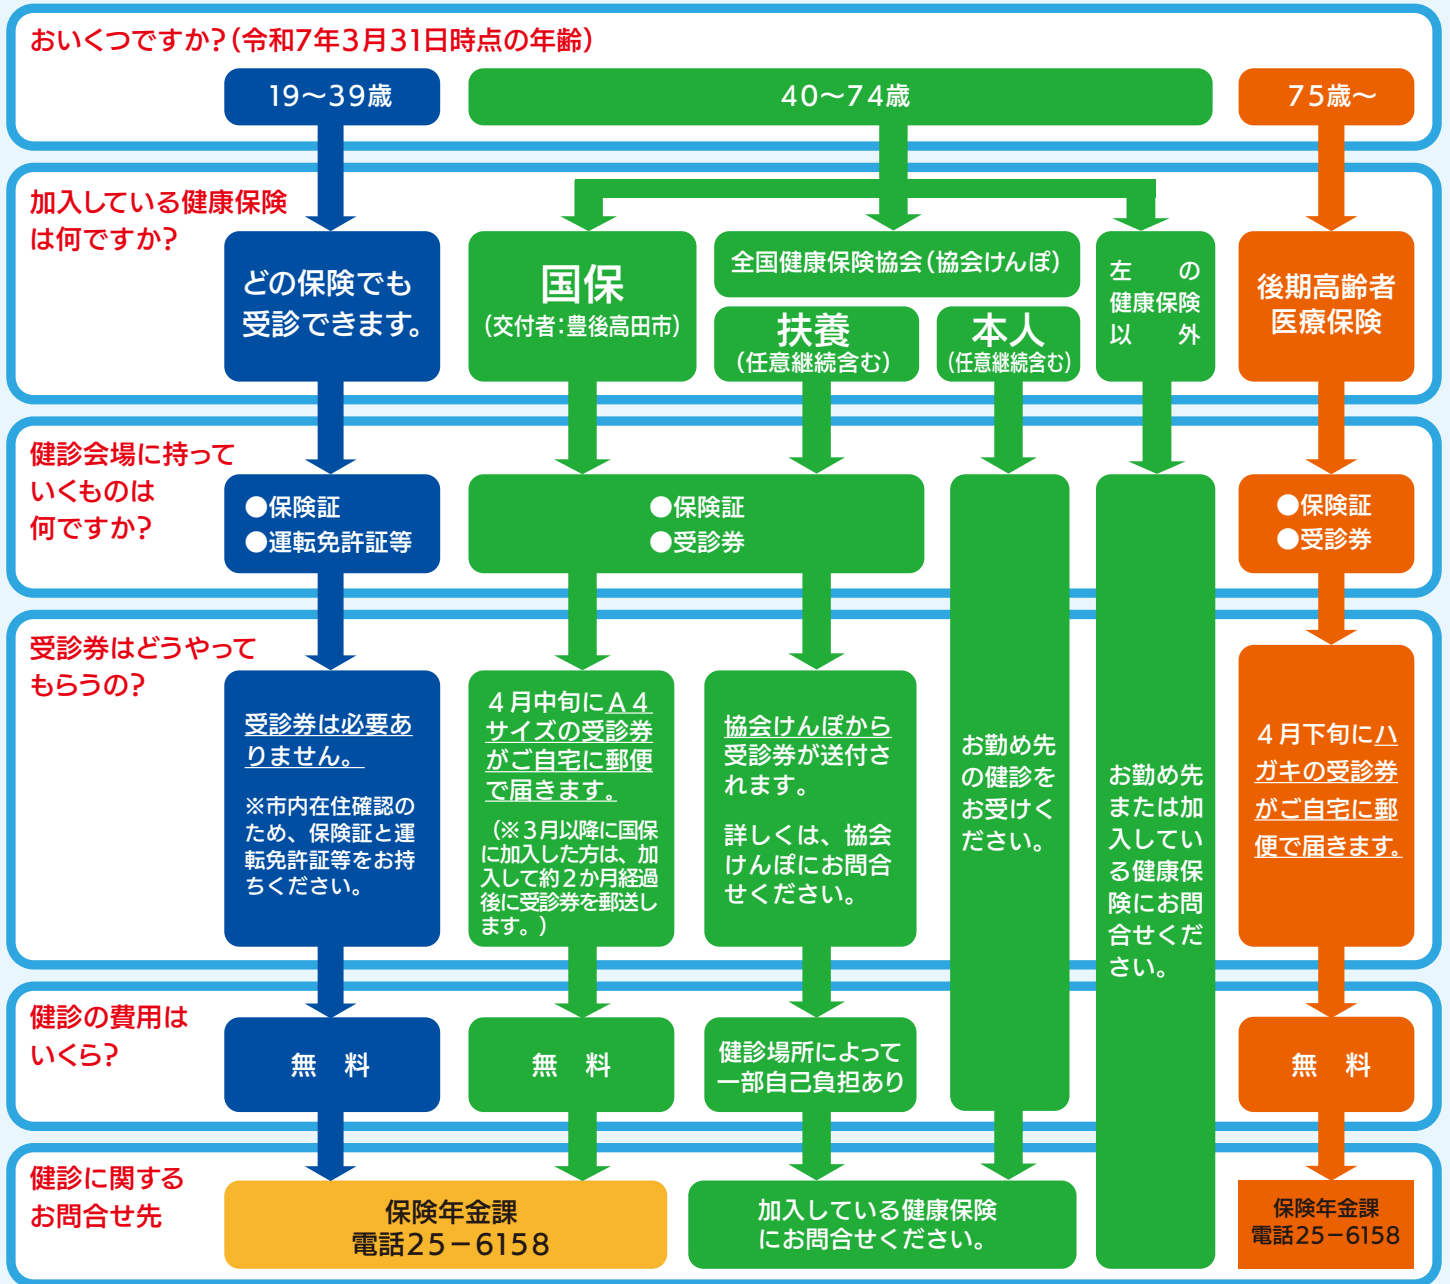 おいくつですか?(令和7年3月31日時点の年齢)
19〜39歳
40〜74歳
75歳〜
加入している健康保険
は何ですか?
どの保険でも
受診できます。
国保
(交付者:豊後高田市)
全国健康保険協会(協会けんぽ)
扶養
(任意継続含む)
本人
(任意継続含む)
左の
健康保険
以外
後期高齢者
医療保険
健診会場に持って
いくものは
何ですか?
●保険証
●運転免許証等
●保険証
●受診券
●保険証
●受診券
受診券はどうやって
もらうの?
受診券は必要あ
りません。
※市内在住確認の
ため、保険証と運
転免許証等をお持
ちください。
4月中旬にA4
サイズの受診券
がご自宅に郵便
で届きます。
(※3月以降に国保
に加入した方は、加
入して約2か月経過
後に受診券を郵送し
ます。)
協会けんぽから
受診券が送付さ
れます。
詳しくは、協会
けんぽにお問合
せください。
お勤め先
の健診を
お受けく
ださい。
お勤め先
または加
入してい
る健康保
険にお問
合せくだ
さい。
4月下旬にハ
ガキの受診券
がご自宅に郵
便で届きます。
健診の費用は
いくら?
無 料
無 料
健診場所によって
一部自己負担あり
無 料
健診に関する
お問合せ先
保険年金課
電話25−6158
加入している健康保険
にお問合せください。
保険年金課
電話25−6158